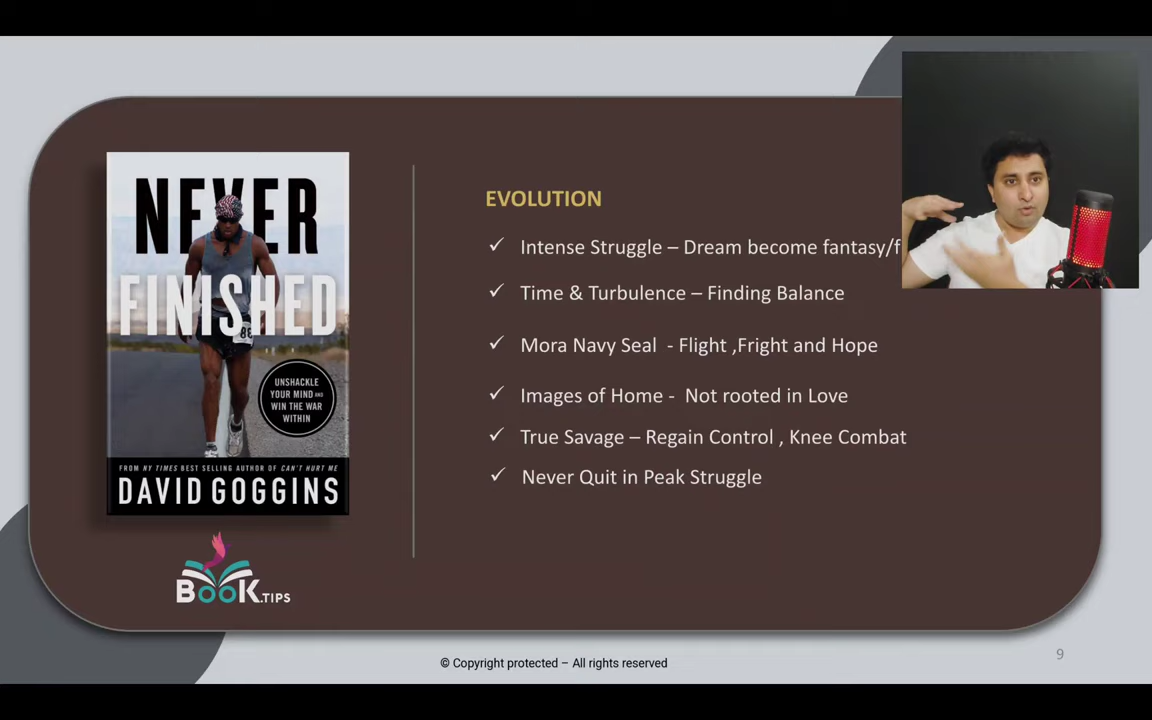 NEVER
FINISHED
UNSHACKLE
YOUR MIND AND
WIN THE WAR
WITHIN
FROM NY TIMES BEST SELLING AUTHOR OF CAN'T HURT ME
DAVID GOGGINS
BooK.TIPS
EVOLUTION
✓ Intense Struggle – Dream become fantasy/f
✓ Time & Turbulence – Finding Balance
✓ Mora Navy Seal - Flight ,Fright and Hope
✓ Images of Home - Not rooted in Love
✓ True Savage – Regain Control , Knee Combat
✓ Never Quit in Peak Struggle
© Copyright protected – All rights reserved
9